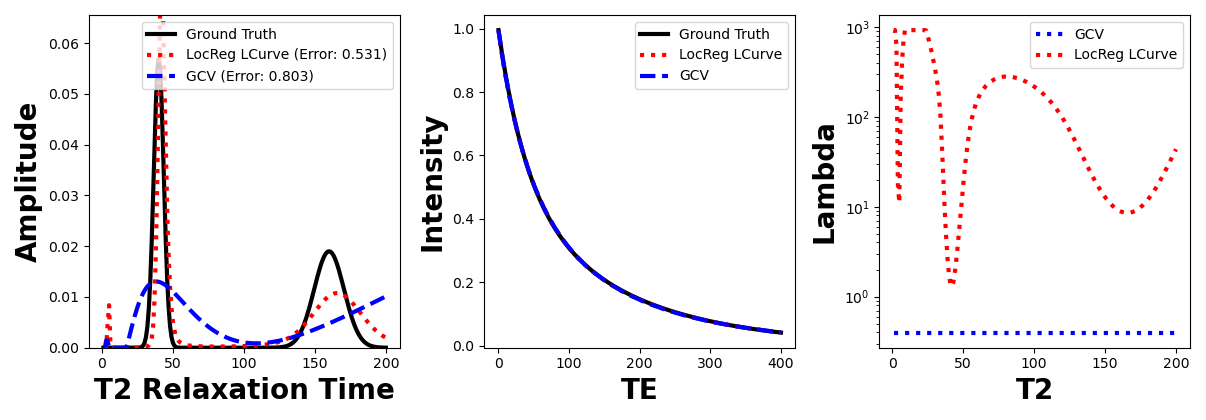 Amplitude
0.06
0.05
0.04
0.03
0.02
0.01
0.00
Ground Truth
LocReg LCurve (Error: 0.531)
GCV (Error: 0.803)
0 50 100 150 200
T2 Relaxation Time
Intensity
1.0
0.8
0.6
0.4
0.2
0.0
Ground Truth
LocReg LCurve
GCV
0 100 200 300 400
TE
Lambda
10³
10²
10¹
10⁰
GCV
LocReg LCurve
0 50 100 150 200
T2